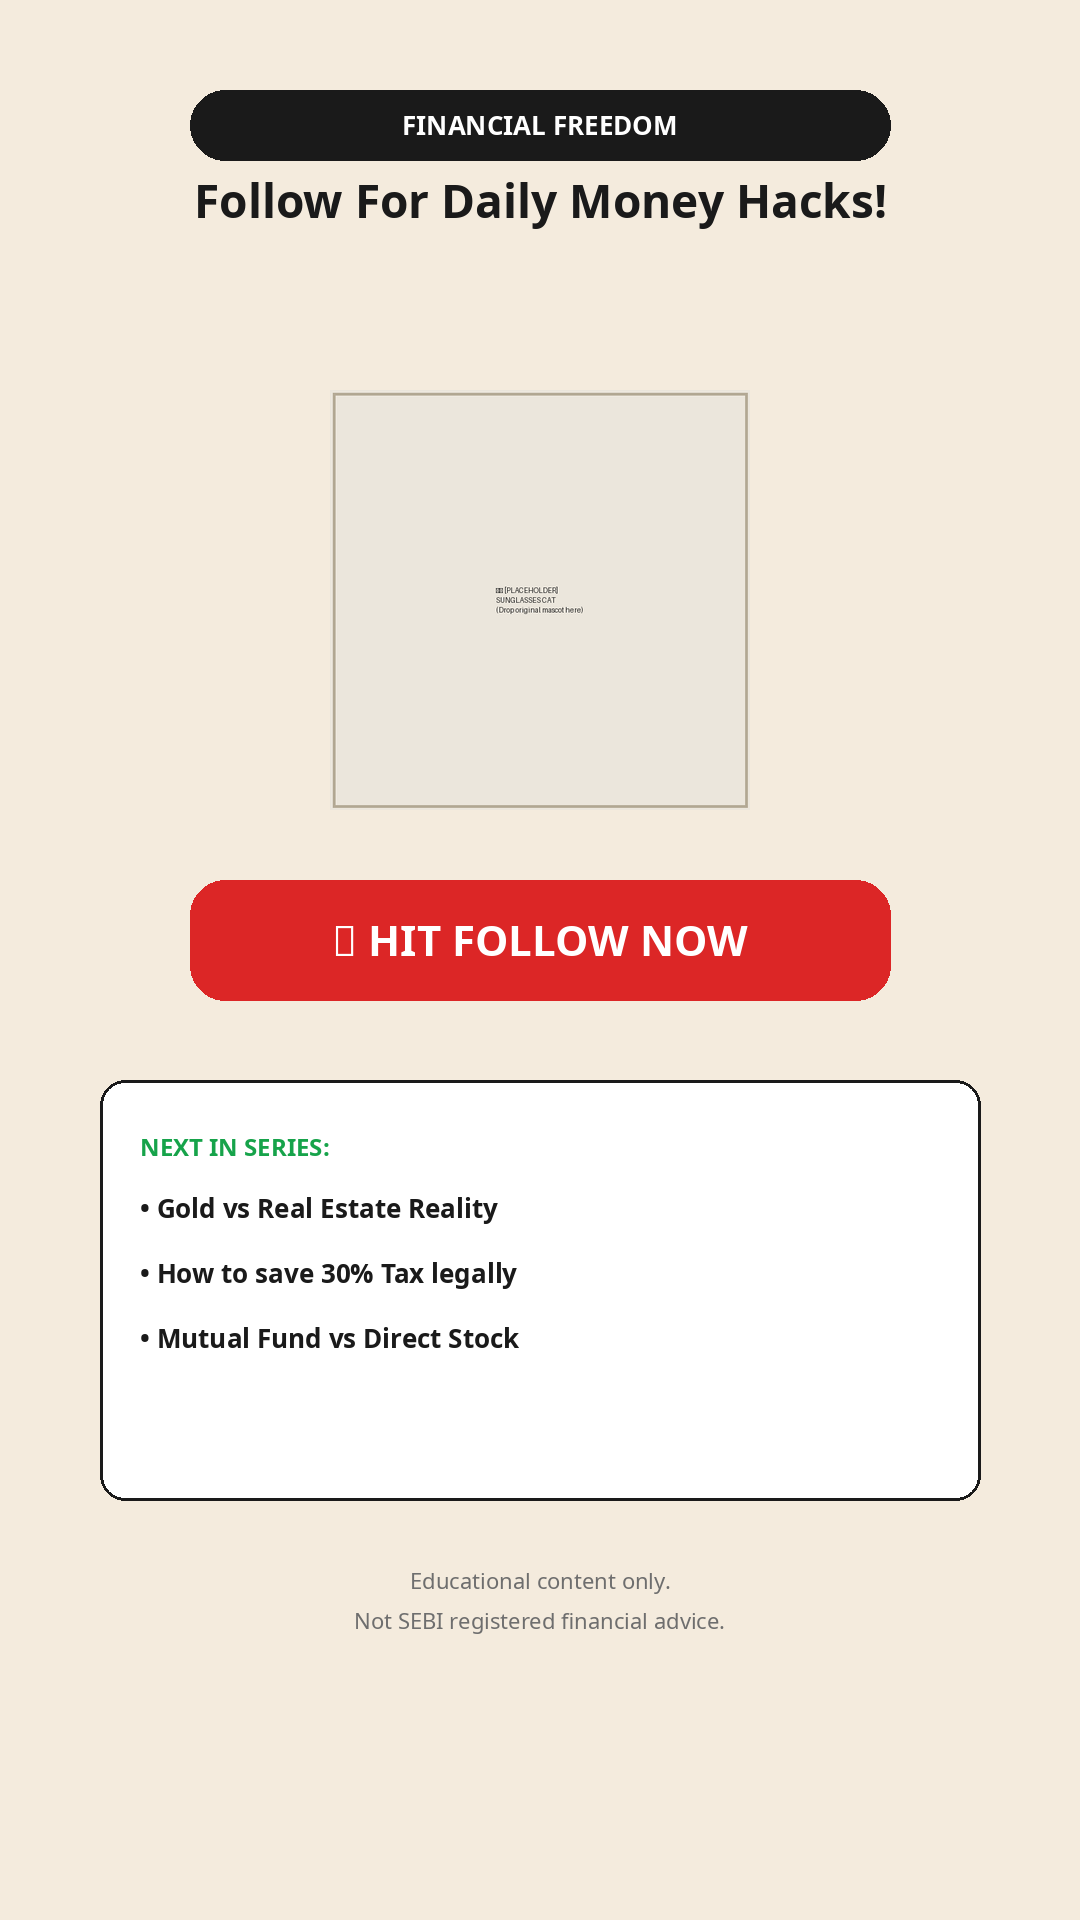 FINANCIAL FREEDOM
Follow For Daily Money Hacks!
[PLACEHOLDER]
SUNGLASSES CAT
(Drop original mascot here)
HIT FOLLOW NOW
NEXT IN SERIES:
• Gold vs Real Estate Reality
• How to save 30% Tax legally
• Mutual Fund vs Direct Stock
Educational content only.
Not SEBI registered financial advice.